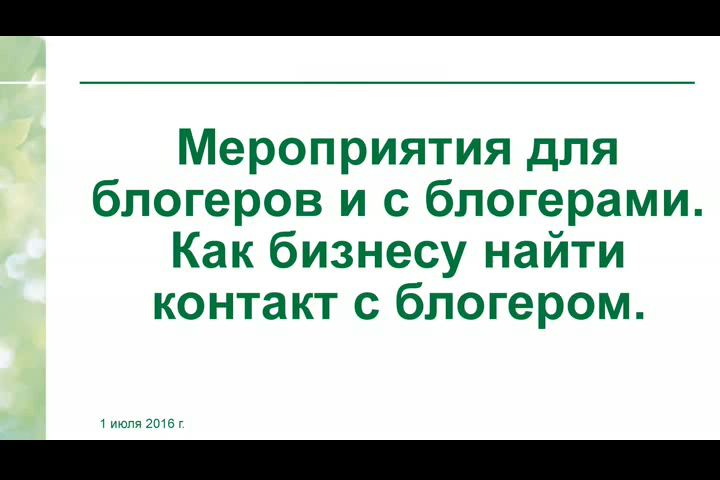 Мероприятия для
блогеров и с блогерами.
Как бизнесу найти
контакт с блогером.
1 июля 2016 г.